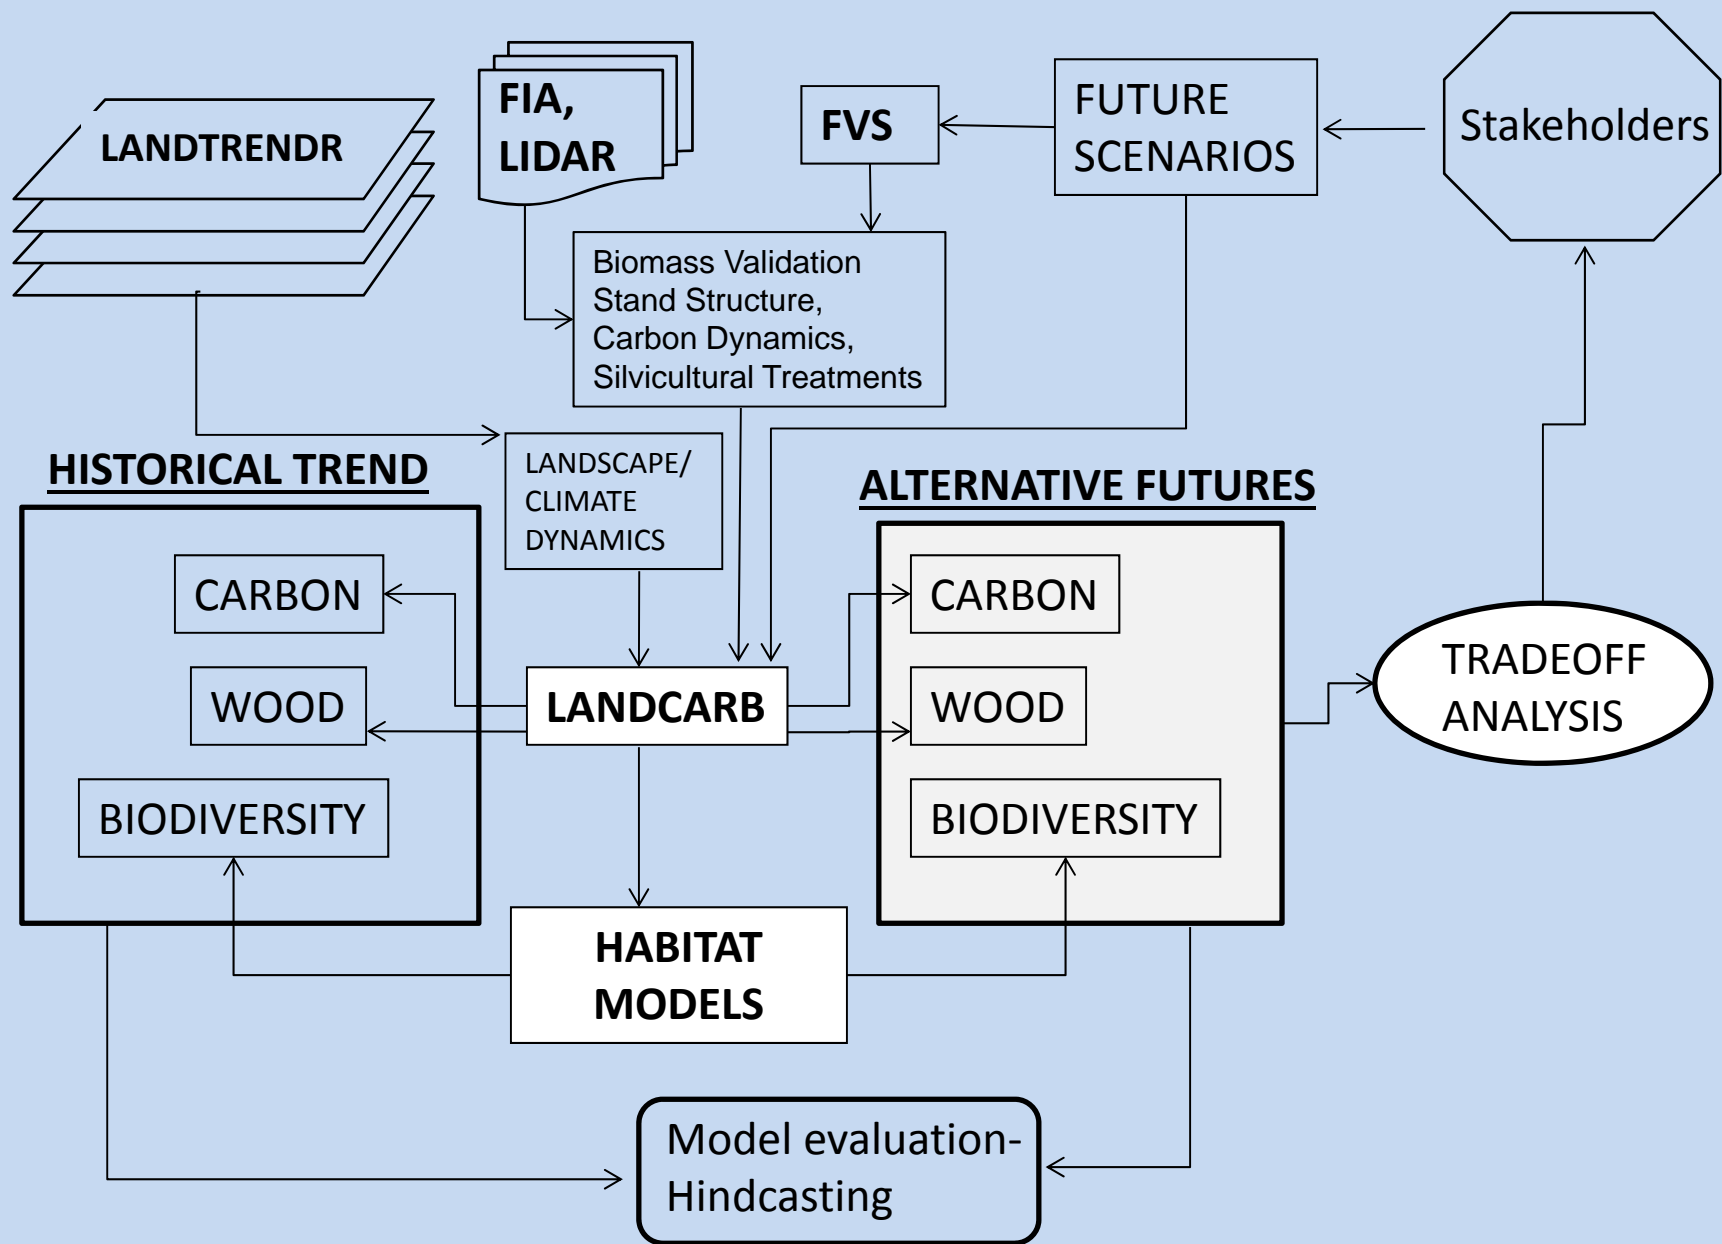 LANDTRENDR
FIA,
LIDAR
FVS
FUTURE
SCENARIOS
Stakeholders
Biomass Validation
Stand Structure,
Carbon Dynamics,
Silvicultural Treatments
HISTORICAL TREND
LANDSCAPE/
CLIMATE
DYNAMICS
ALTERNATIVE FUTURES
CARBON
WOOD
BIODIVERSITY
LANDCARB
CARBON
WOOD
BIODIVERSITY
TRADEOFF
ANALYSIS
HABITAT
MODELS
Model evaluation-
Hindcasting